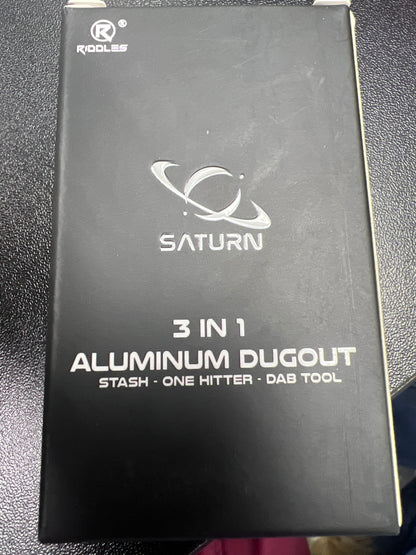 R ®
RIDDLES
SATURN
3 IN 1
ALUMINUM DUGOUT
STASH - ONE HITTER - DAB TOOL